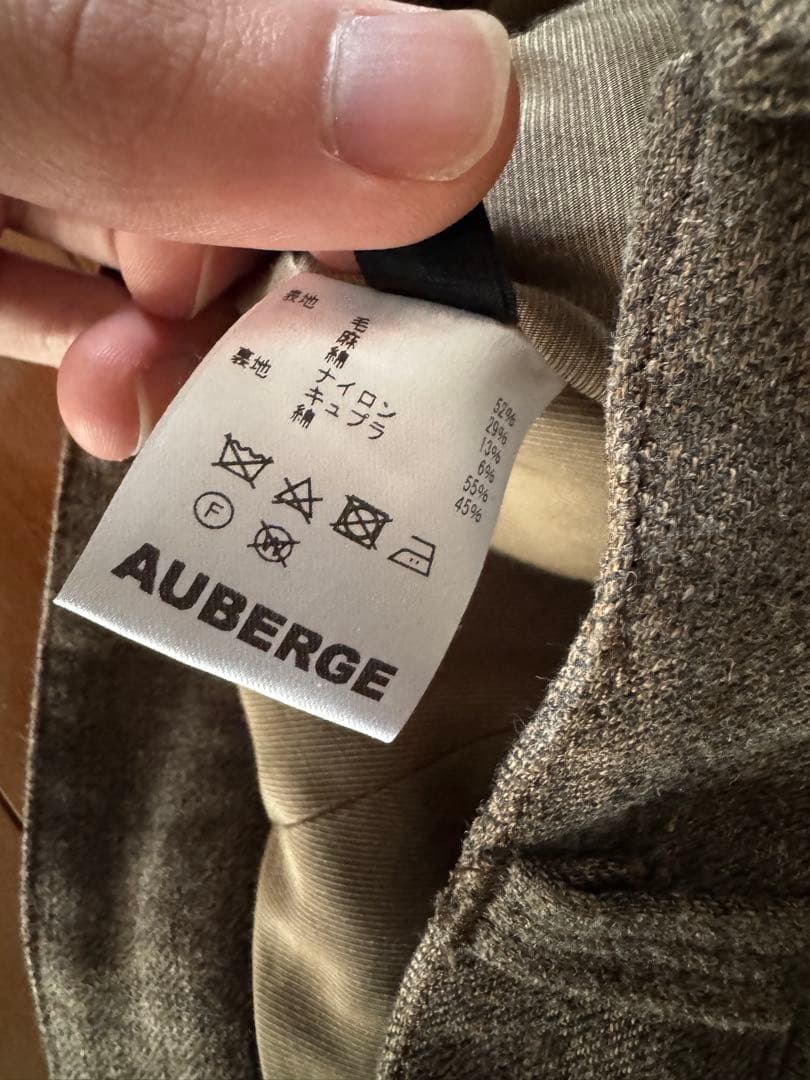 表地 毛 52%
麻 29%
綿 13%
ナイロン 6%
裏地 キュプラ 55%
綿 45%
F W
AUBERGE